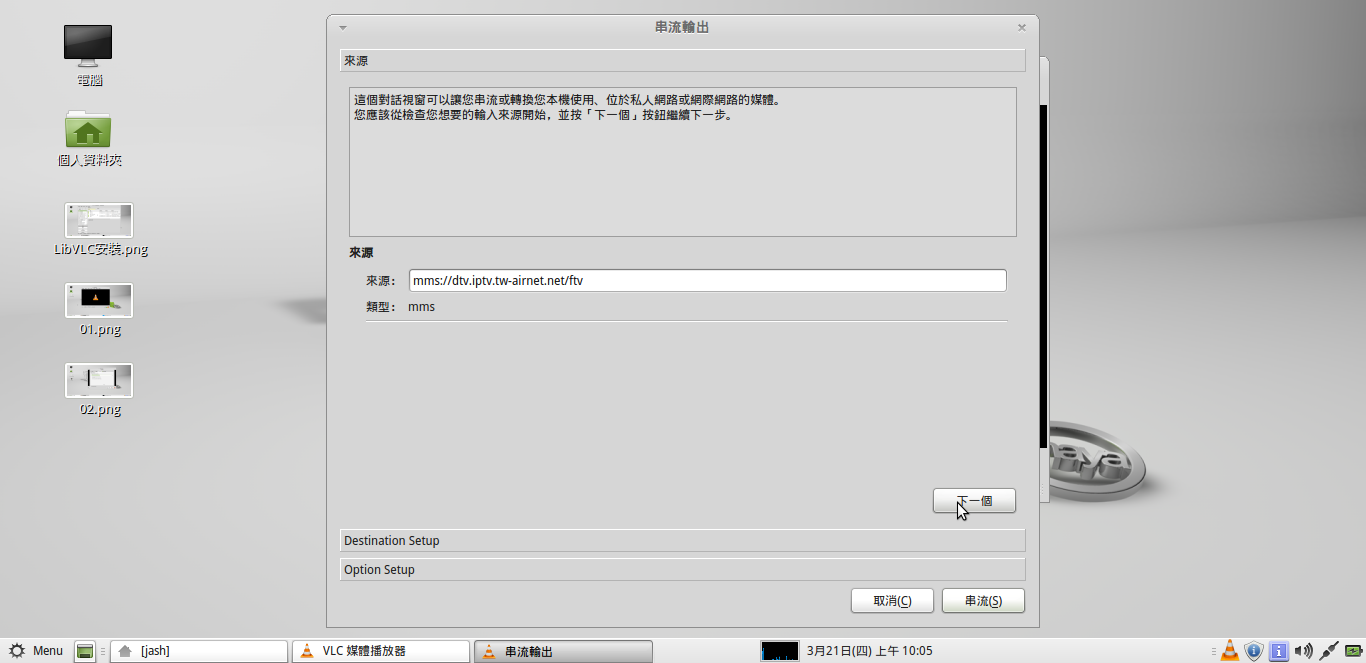 串流輸出
電腦
個人資料夾
LibVLC安裝.png
01.png
02.png
來源
這個對話視窗可以讓您串流或轉換您本機使用、位於私人網路或網際網路的媒體。
您應該從檢查您想要的輸入來源開始，並按「下一個」按鈕繼續下一步。
來源
來源： mms://dtv.iptv.tw-airnet.net/ftv
類型： mms
下一個
Destination Setup
Option Setup
取消(C) 串流(S)
Menu [jash] VLC 媒體播放器 串流輸出 3月21日(四) 上午 10:05